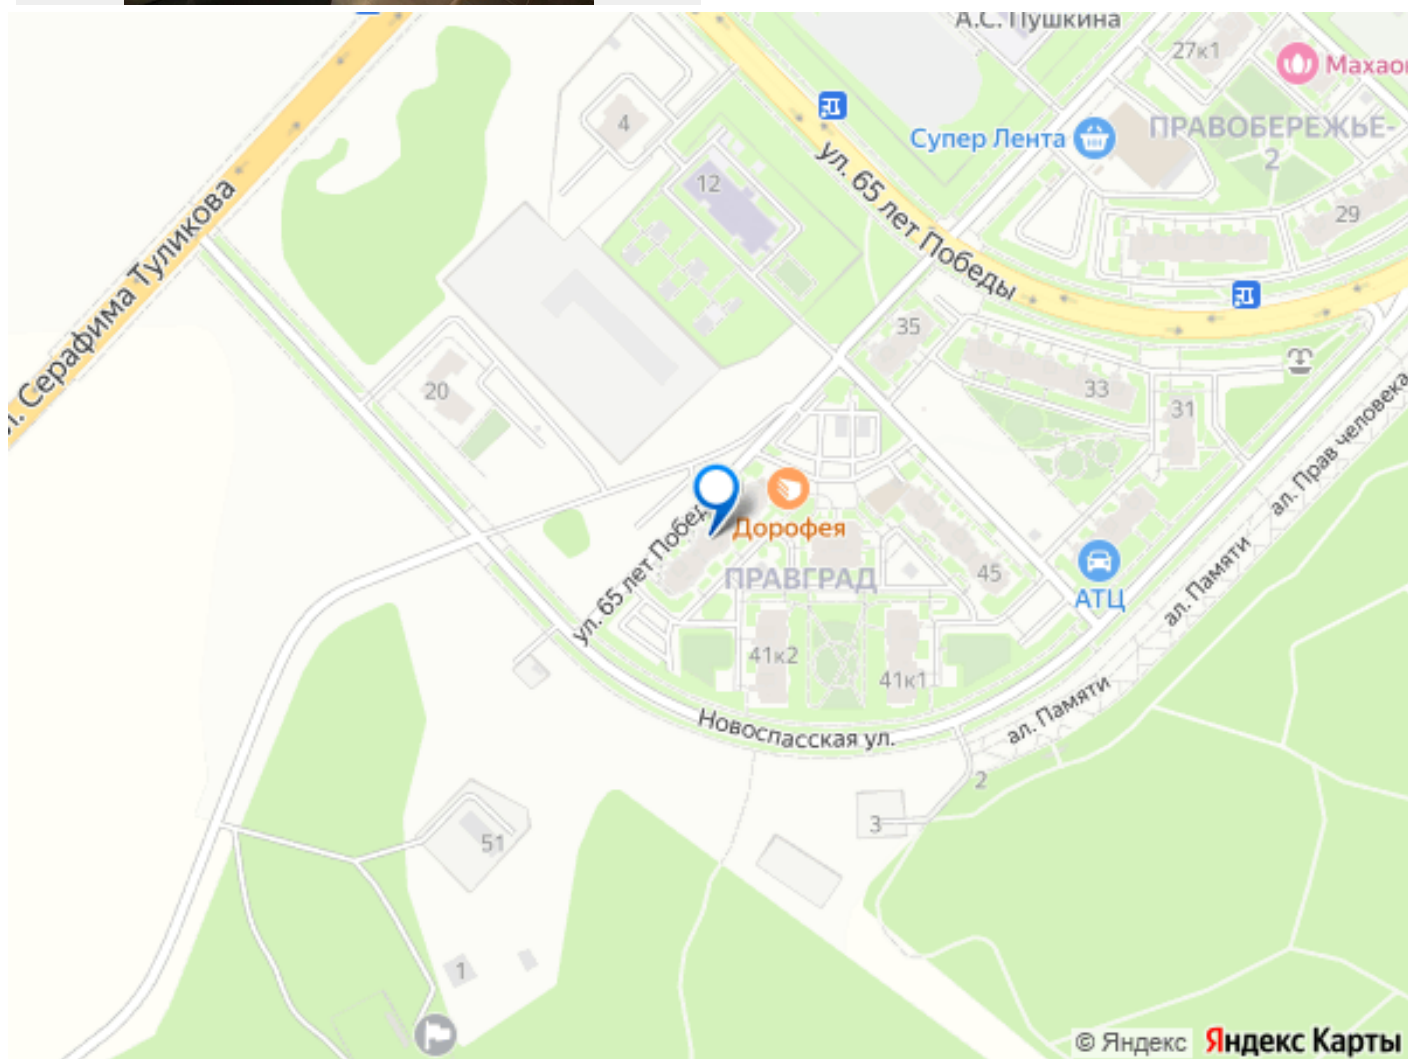 А.С. Пушкина
27к1
4
ПРАВОБЕРЕЖЬЕ-
2
Супер Лента
12
ул. 65 лет Победы
29
Серафима Туликова
35
20
33
31
ал. Прав человека
Дорофея
ул. 65 лет
ПРАВГРАД
45
АТЦ
ал. Памяти
41к2
41к1
ал. Памяти
Новоспасская ул.
2
3
51
1
© Яндекс Яндекс Карты